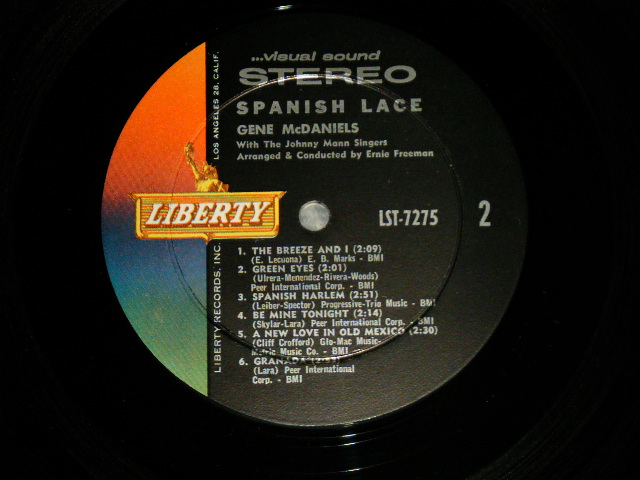 ...visual sound
STEREO
SPANISH LACE
GENE McDANIELS
With The Johnny Mann Singers
Arranged & Conducted by Ernie Freeman
LIBERTY
LST-7275
2
1. THE BREEZE AND I (2:09)
(E. Lecuona) E. B. Marks - BMI
2. GREEN EYES (2:01)
(Utrera-Menendez-Rivera-Woods)
Peer International Corp. - BMI
3. SPANISH HARLEM (2:51)
(Leiber-Spector) Progressive-Trio Music - BMI
4. BE MINE TONIGHT (2:14)
(Skylar-Lara) Peer International Corp. - BMI
5. A NEW LOVE IN OLD MEXICO (2:30)
(Cliff Crofford) Glo-Mac Music-
Metric Music Co. - BMI
6. GRANADA
(Lara) Peer International
Corp. - BMI
LIBERTY RECORDS, INC.
LOS ANGELES 28, CALIF.